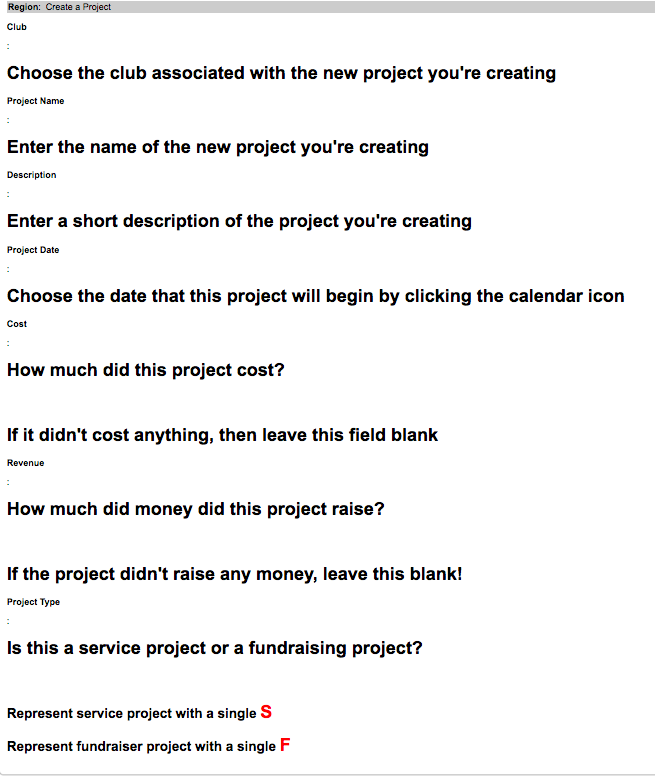 Region: Create a Project
Club
:
Choose the club associated with the new project you're creating
Project Name
:
Enter the name of the new project you're creating
Description
:
Enter a short description of the project you're creating
Project Date
:
Choose the date that this project will begin by clicking the calendar icon
Cost
:
How much did this project cost?
If it didn't cost anything, then leave this field blank
Revenue
:
How much did money did this project raise?
If the project didn't raise any money, leave this blank!
Project Type
:
Is this a service project or a fundraising project?
Represent service project with a single S
Represent fundraiser project with a single F